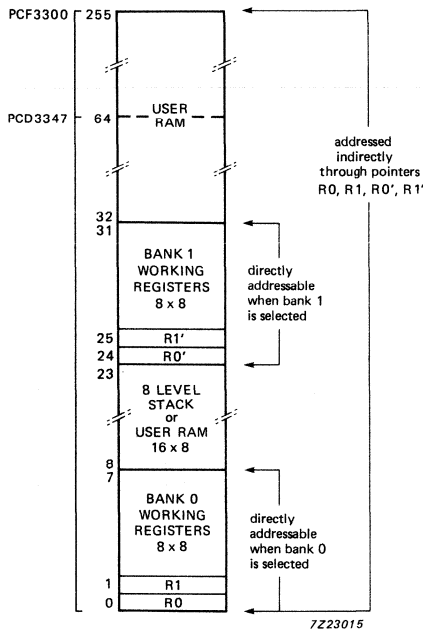 PCF3300 255
PCD3347 64
USER
RAM
addressed
indirectly
through pointers
R0, R1, R0', R1'
32
31
BANK 1
WORKING
REGISTERS
8 x 8
directly
addressable
when bank 1
is selected
25 R1'
24 R0'
23
8 LEVEL
STACK
or
USER RAM
16 x 8
8
7
BANK 0
WORKING
REGISTERS
8 x 8
directly
addressable
when bank 0
is selected
1 R1
0 R0
7Z23015